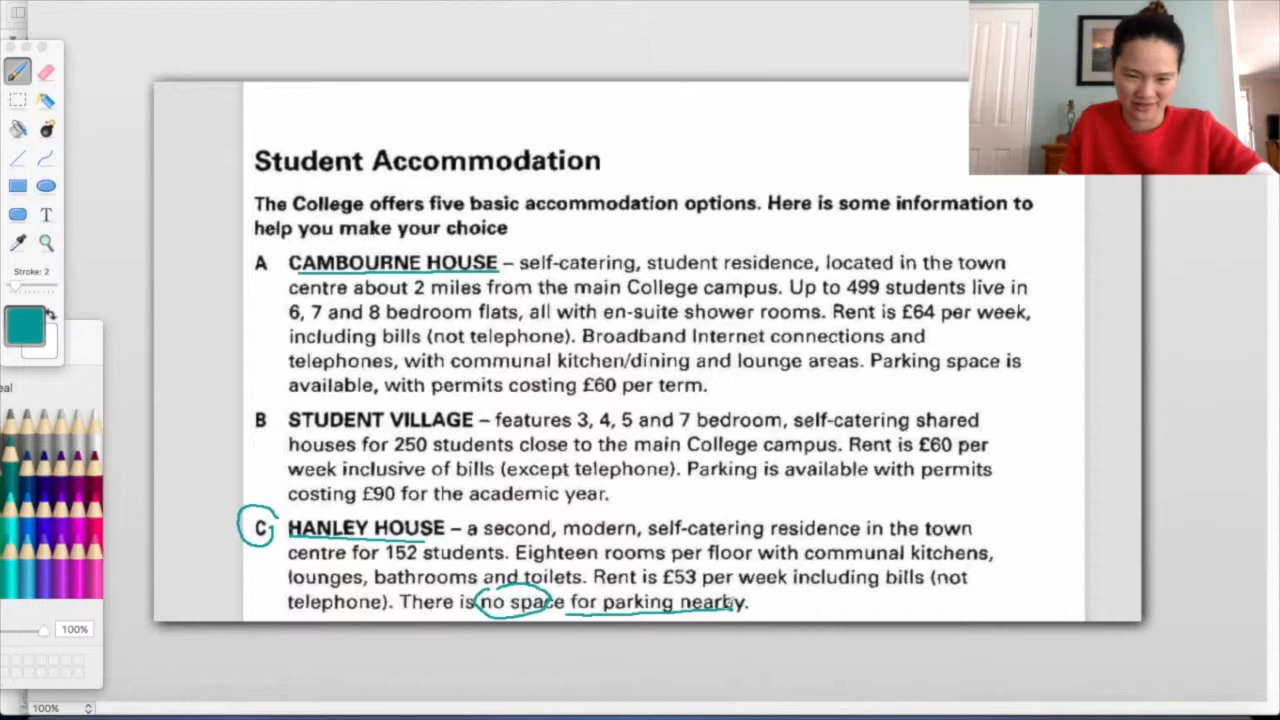 Student Accommodation
The College offers five basic accommodation options. Here is some information to
help you make your choice
A CAMBOURNE HOUSE – self-catering, student residence, located in the town
centre about 2 miles from the main College campus. Up to 499 students live in
6, 7 and 8 bedroom flats, all with en-suite shower rooms. Rent is £64 per week,
including bills (not telephone). Broadband Internet connections and
telephones, with communal kitchen/dining and lounge areas. Parking space is
available, with permits costing £60 per term.
B STUDENT VILLAGE – features 3, 4, 5 and 7 bedroom, self-catering shared
houses for 250 students close to the main College campus. Rent is £60 per
week inclusive of bills (except telephone). Parking is available with permits
costing £90 for the academic year.
C HANLEY HOUSE – a second, modern, self-catering residence in the town
centre for 152 students. Eighteen rooms per floor with communal kitchens,
lounges, bathrooms and toilets. Rent is £53 per week including bills (not
telephone). There is no space for parking nearby.
T
Stroke: 2
eal
100%
100%